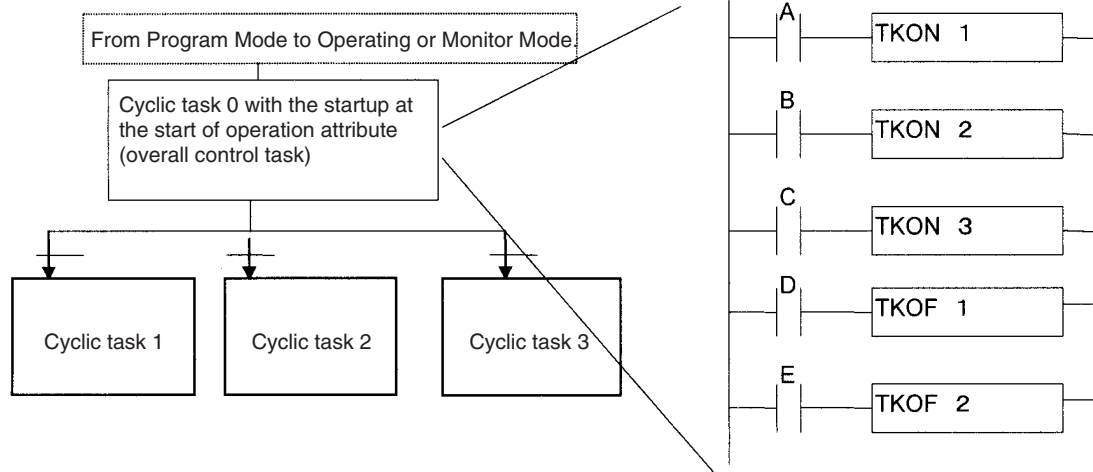 From Program Mode to Operating or Monitor Mode.
Cyclic task 0 with the startup at
the start of operation attribute
(overall control task)
Cyclic task 1
Cyclic task 2
Cyclic task 3
A
TKON 1
B
TKON 2
C
TKON 3
D
TKOF 1
E
TKOF 2